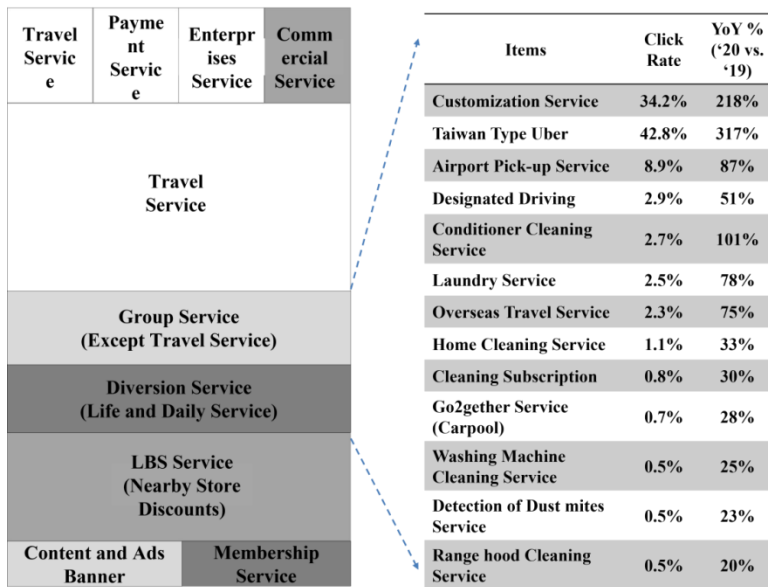 Travel
Servic
e
Payme
nt
Servic
e
Enterpr
ises
Service
Comm
ercial
Service
Travel
Service
Group Service
(Except Travel Service)
Diversion Service
(Life and Daily Service)
LBS Service
(Nearby Store
Discounts)
Content and Ads
Banner
Membership
Service
Items Click Rate YoY % (‘20 vs. ‘19)
Customization Service 34.2% 218%
Taiwan Type Uber 42.8% 317%
Airport Pick-up Service 8.9% 87%
Designated Driving 2.9% 51%
Conditioner Cleaning
Service 2.7% 101%
Laundry Service 2.5% 78%
Overseas Travel Service 2.3% 75%
Home Cleaning Service 1.1% 33%
Cleaning Subscription 0.8% 30%
Go2gether Service
(Carpool) 0.7% 28%
Washing Machine
Cleaning Service 0.5% 25%
Detection of Dust mites
Service 0.5% 23%
Range hood Cleaning
Service 0.5% 20%